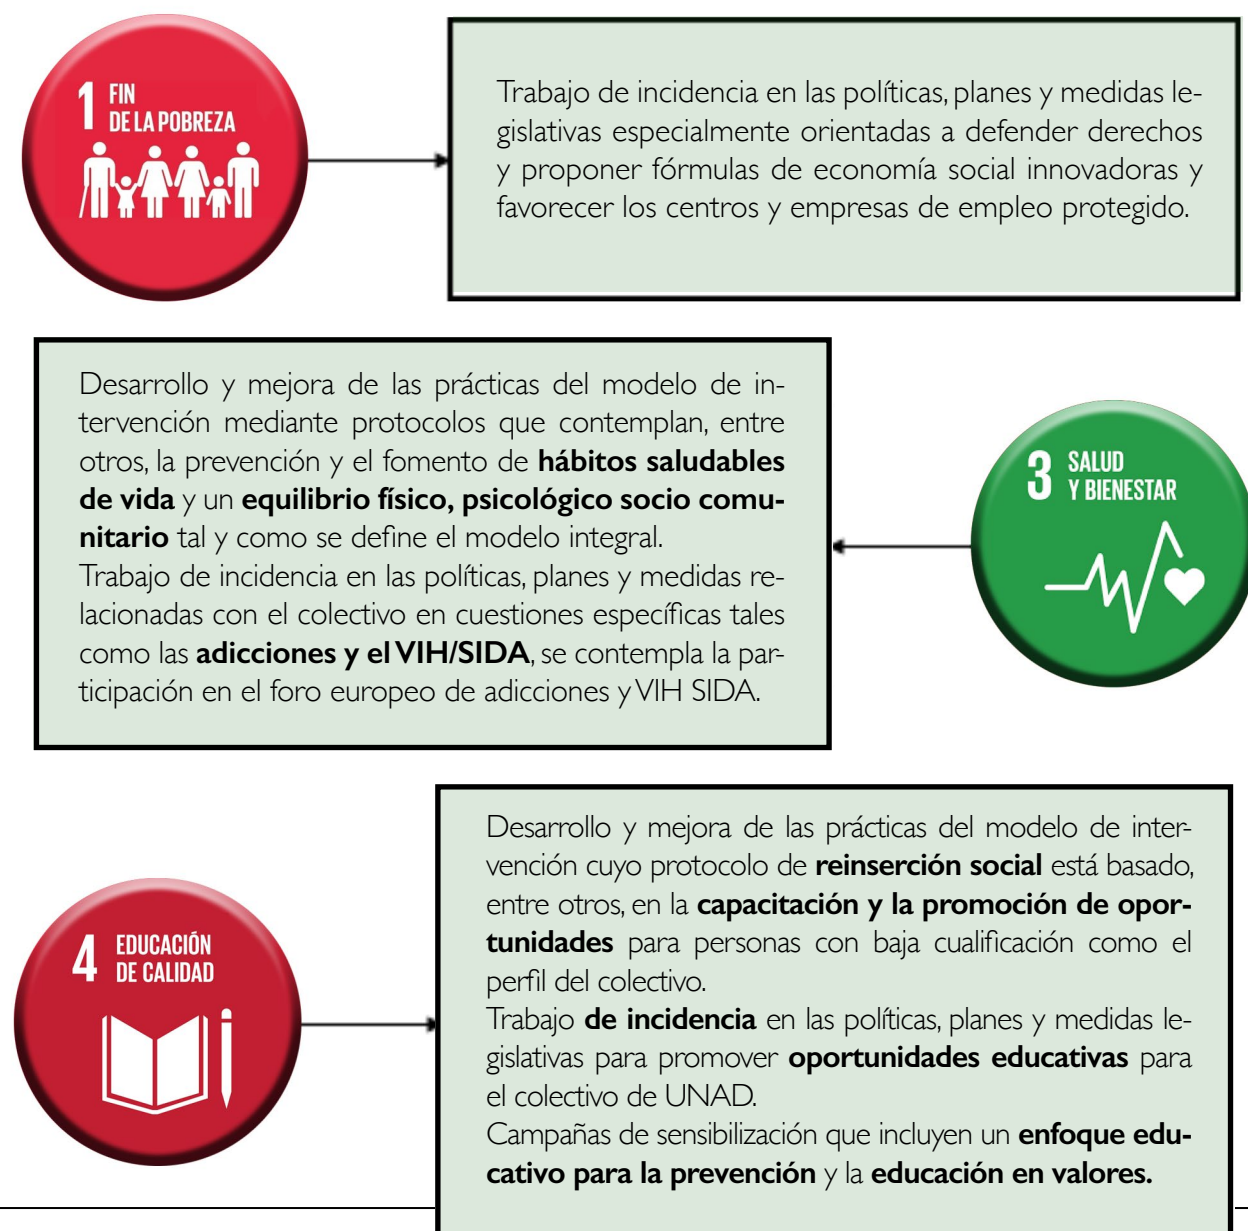 1 FIN
DE LA POBREZA
Trabajo de incidencia en las políticas, planes y medidas le-
gislativas especialmente orientadas a defender derechos
y proponer fórmulas de economía social innovadoras y
favorecer los centros y empresas de empleo protegido.
Desarrollo y mejora de las prácticas del modelo de in-
tervención mediante protocolos que contemplan, entre
otros, la prevención y el fomento de hábitos saludables
de vida y un equilibrio físico, psicológico socio comu-
nitario tal y como se define el modelo integral.
Trabajo de incidencia en las políticas, planes y medidas re-
lacionadas con el colectivo en cuestiones específicas tales
como las adicciones y el VIH/SIDA, se contempla la par-
ticipación en el foro europeo de adicciones y VIH SIDA.
3 SALUD
Y BIENESTAR
4 EDUCACIÓN
DE CALIDAD
Desarrollo y mejora de las prácticas del modelo de inter-
vención cuyo protocolo de reinserción social está basado,
entre otros, en la capacitación y la promoción de opor-
tunidades para personas con baja cualificación como el
perfil del colectivo.
Trabajo de incidencia en las políticas, planes y medidas le-
gislativas para promover oportunidades educativas para
el colectivo de UNAD.
Campañas de sensibilización que incluyen un enfoque edu-
cativo para la prevención y la educación en valores.